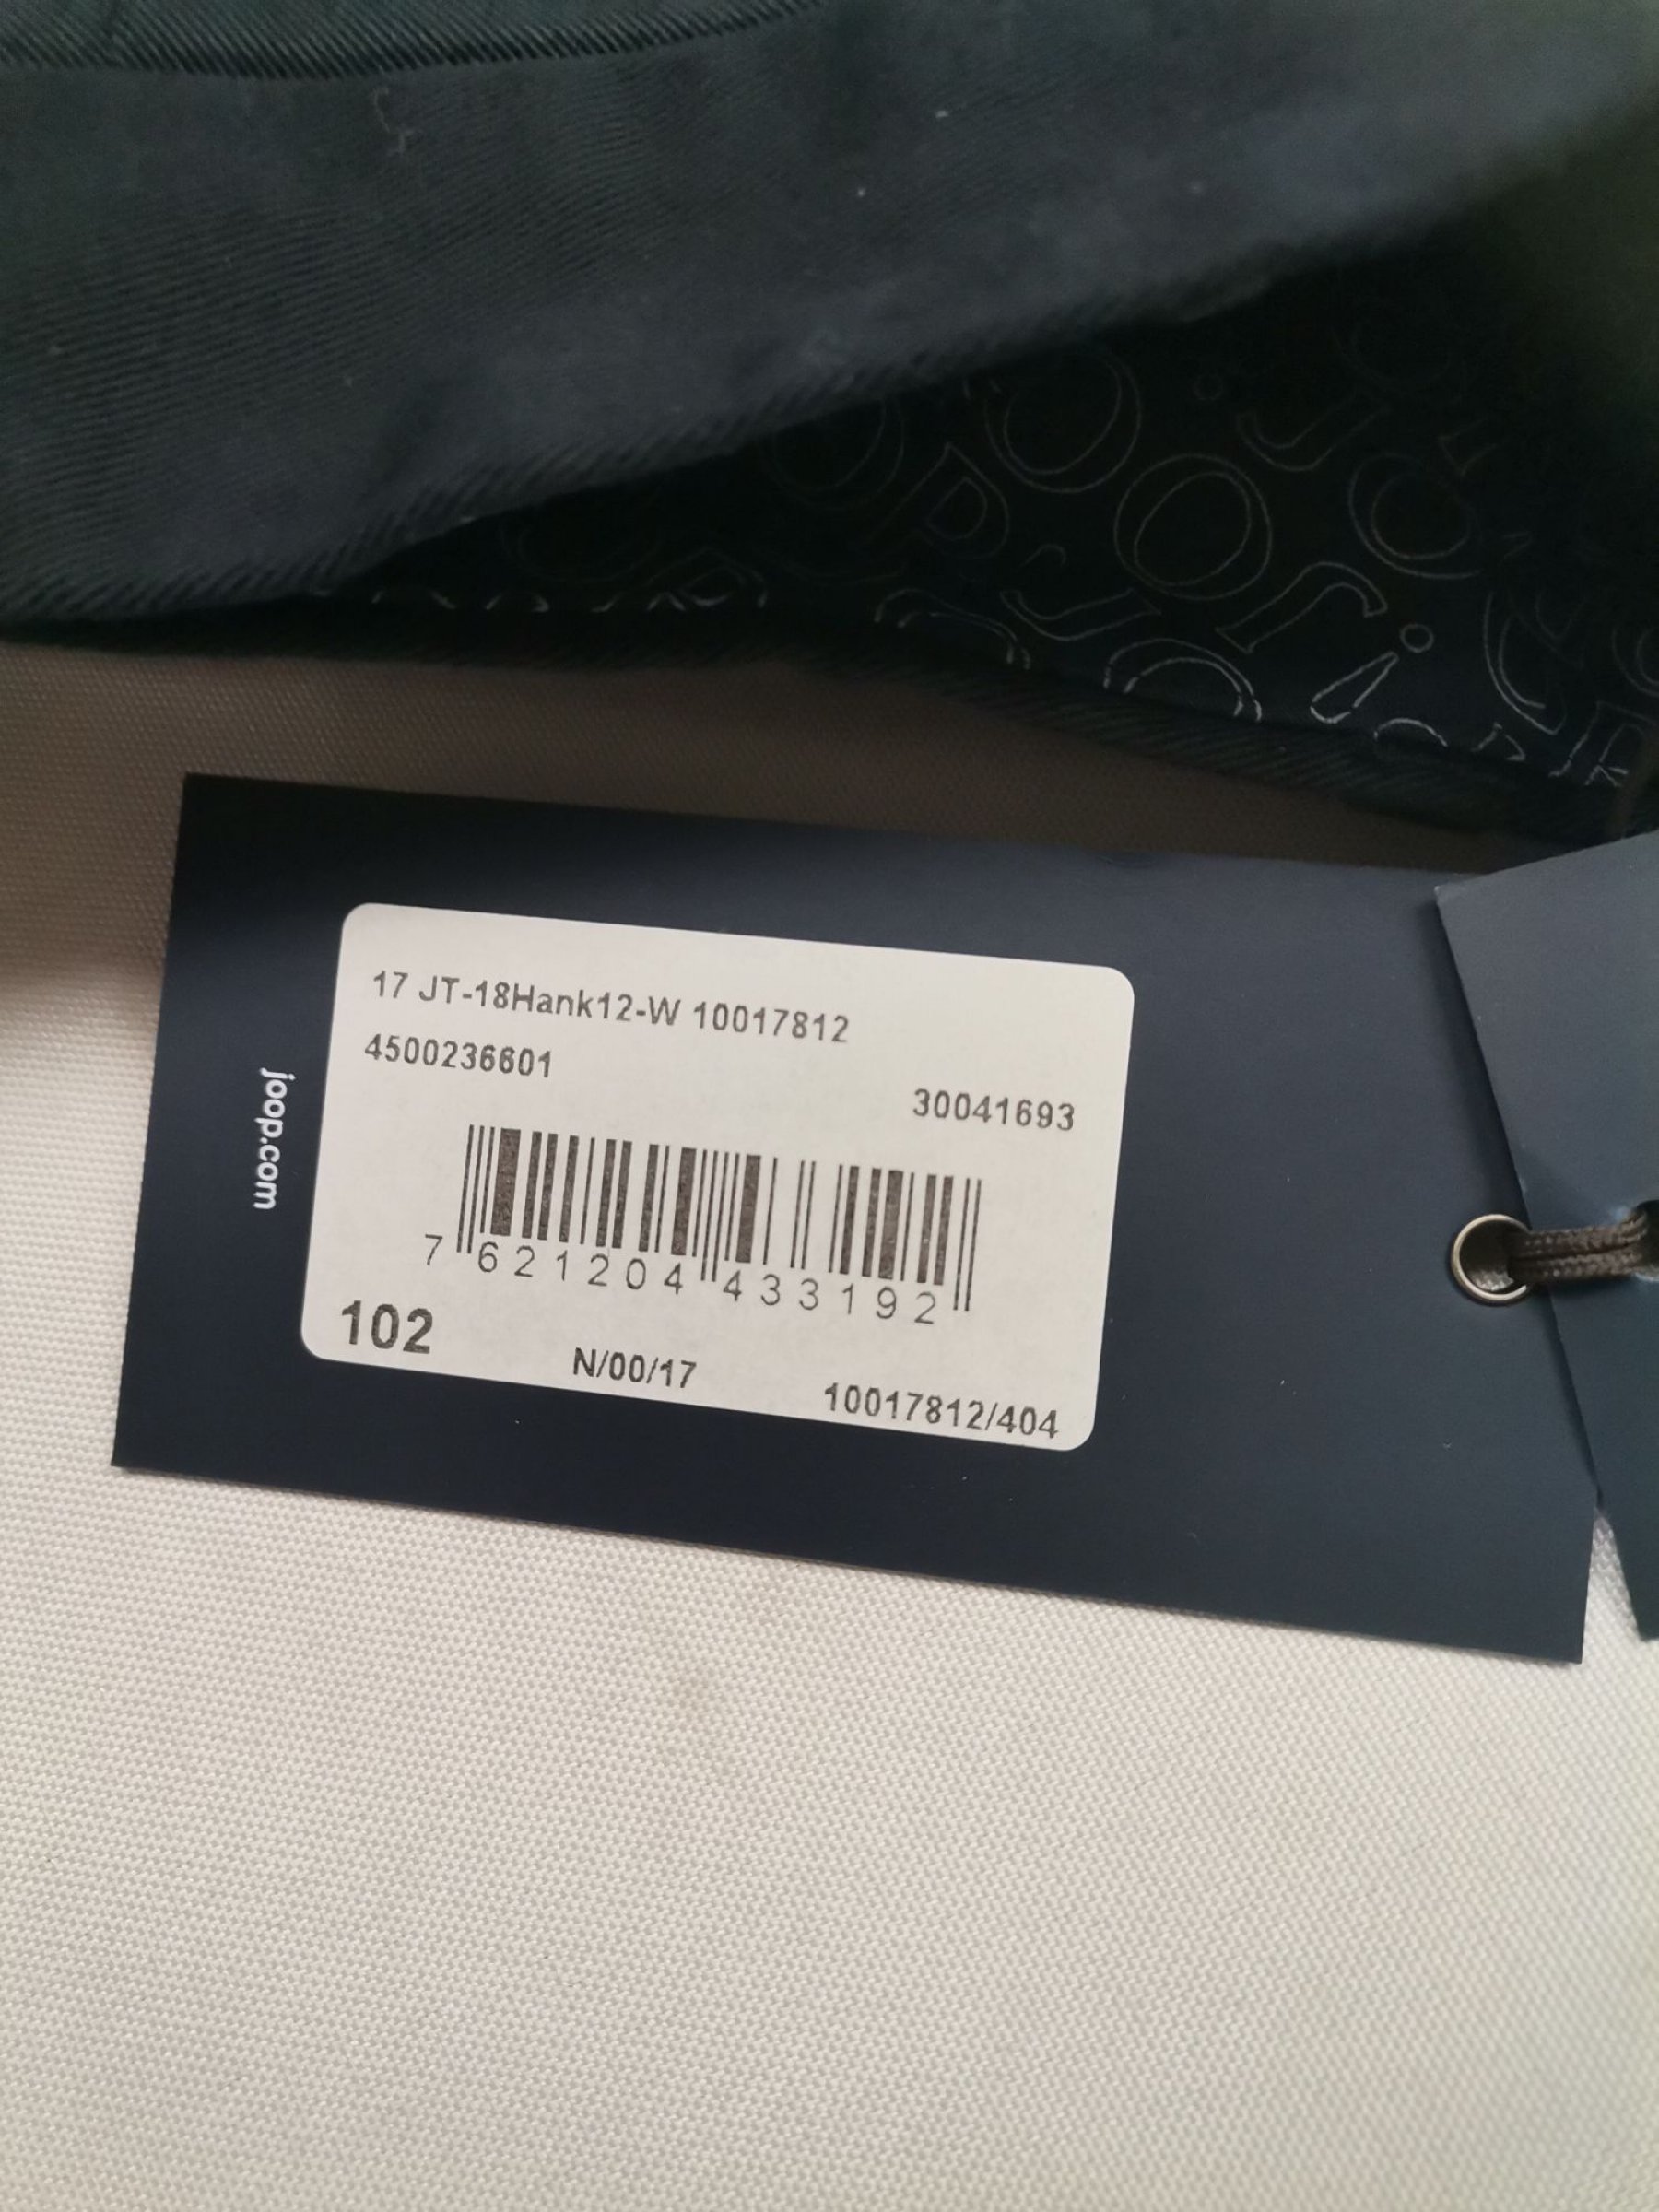 17 JT-18Hank12-W 10017812
4500236601
30041693
7 621204 433192
102
N/00/17
10017812/404
joop.com